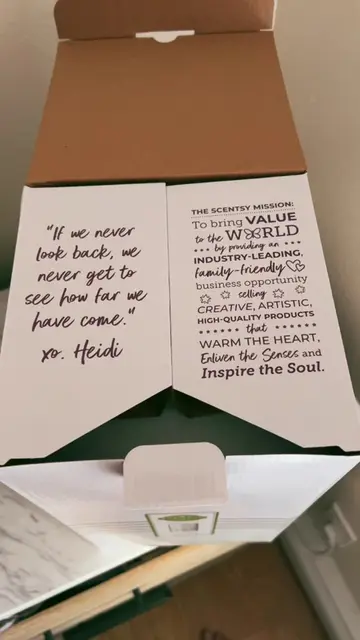 "If we never
look back, we
never get to
see how far we
have come."
xo. Heidi
THE SCENTSY MISSION:
To bring VALUE
to the WORLD
by providing an
INDUSTRY-LEADING,
family-friendly
business opportunity
selling
CREATIVE, ARTISTIC,
HIGH-QUALITY PRODUCTS
that
WARM THE HEART,
Enliven the Senses and
Inspire the Soul.